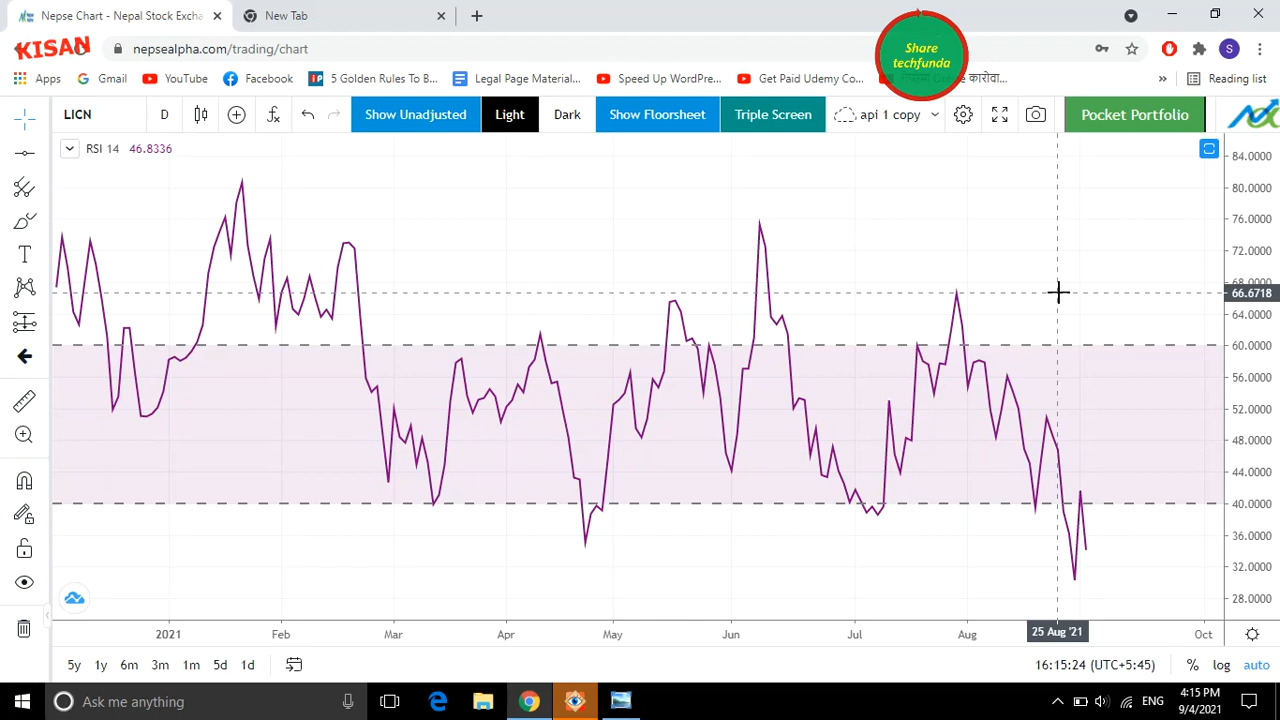 Nepse Chart - Nepal Stock Excha
New Tab
KISAN
nepsealpha.com/trading/chart
Share
techfunda
S
Apps
Gmail
YouTube
Facebook
5 Golden Rules To B...
Legal Page Material...
Speed Up WordPre...
Get Paid Udemy Co...
Reading list
LICN
D
Show Unadjusted
Light
Dark
Show Floorsheet
Triple Screen
api 1 copy
Pocket Portfolio
RSI 14 46.8336
84.0000
80.0000
76.0000
72.0000
68.0000
66.6718
64.0000
60.0000
56.0000
52.0000
48.0000
44.0000
40.0000
36.0000
32.0000
28.0000
2021 Feb Mar Apr May Jun Jul Aug 25 Aug '21 Oct
5y 1y 6m 3m 1m 5d 1d
16:15:24 (UTC+5:45) % log auto
Ask me anything
ENG
4:15 PM
9/4/2021